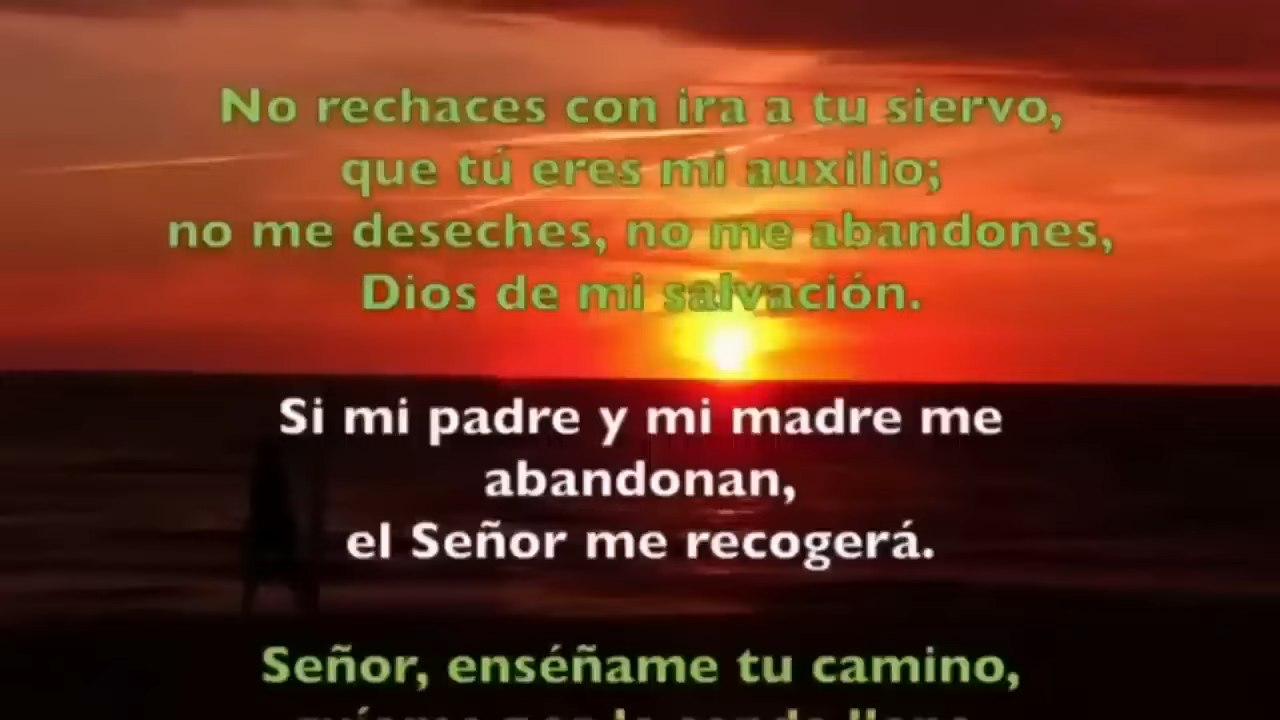 No rechaces con ira a tu siervo,
que tú eres mi auxilio;
no me deseches, no me abandones,
Dios de mi salvación.
Si mi padre y mi madre me
abandonan,
el Señor me recogerá.
Señor, enséñame tu camino,